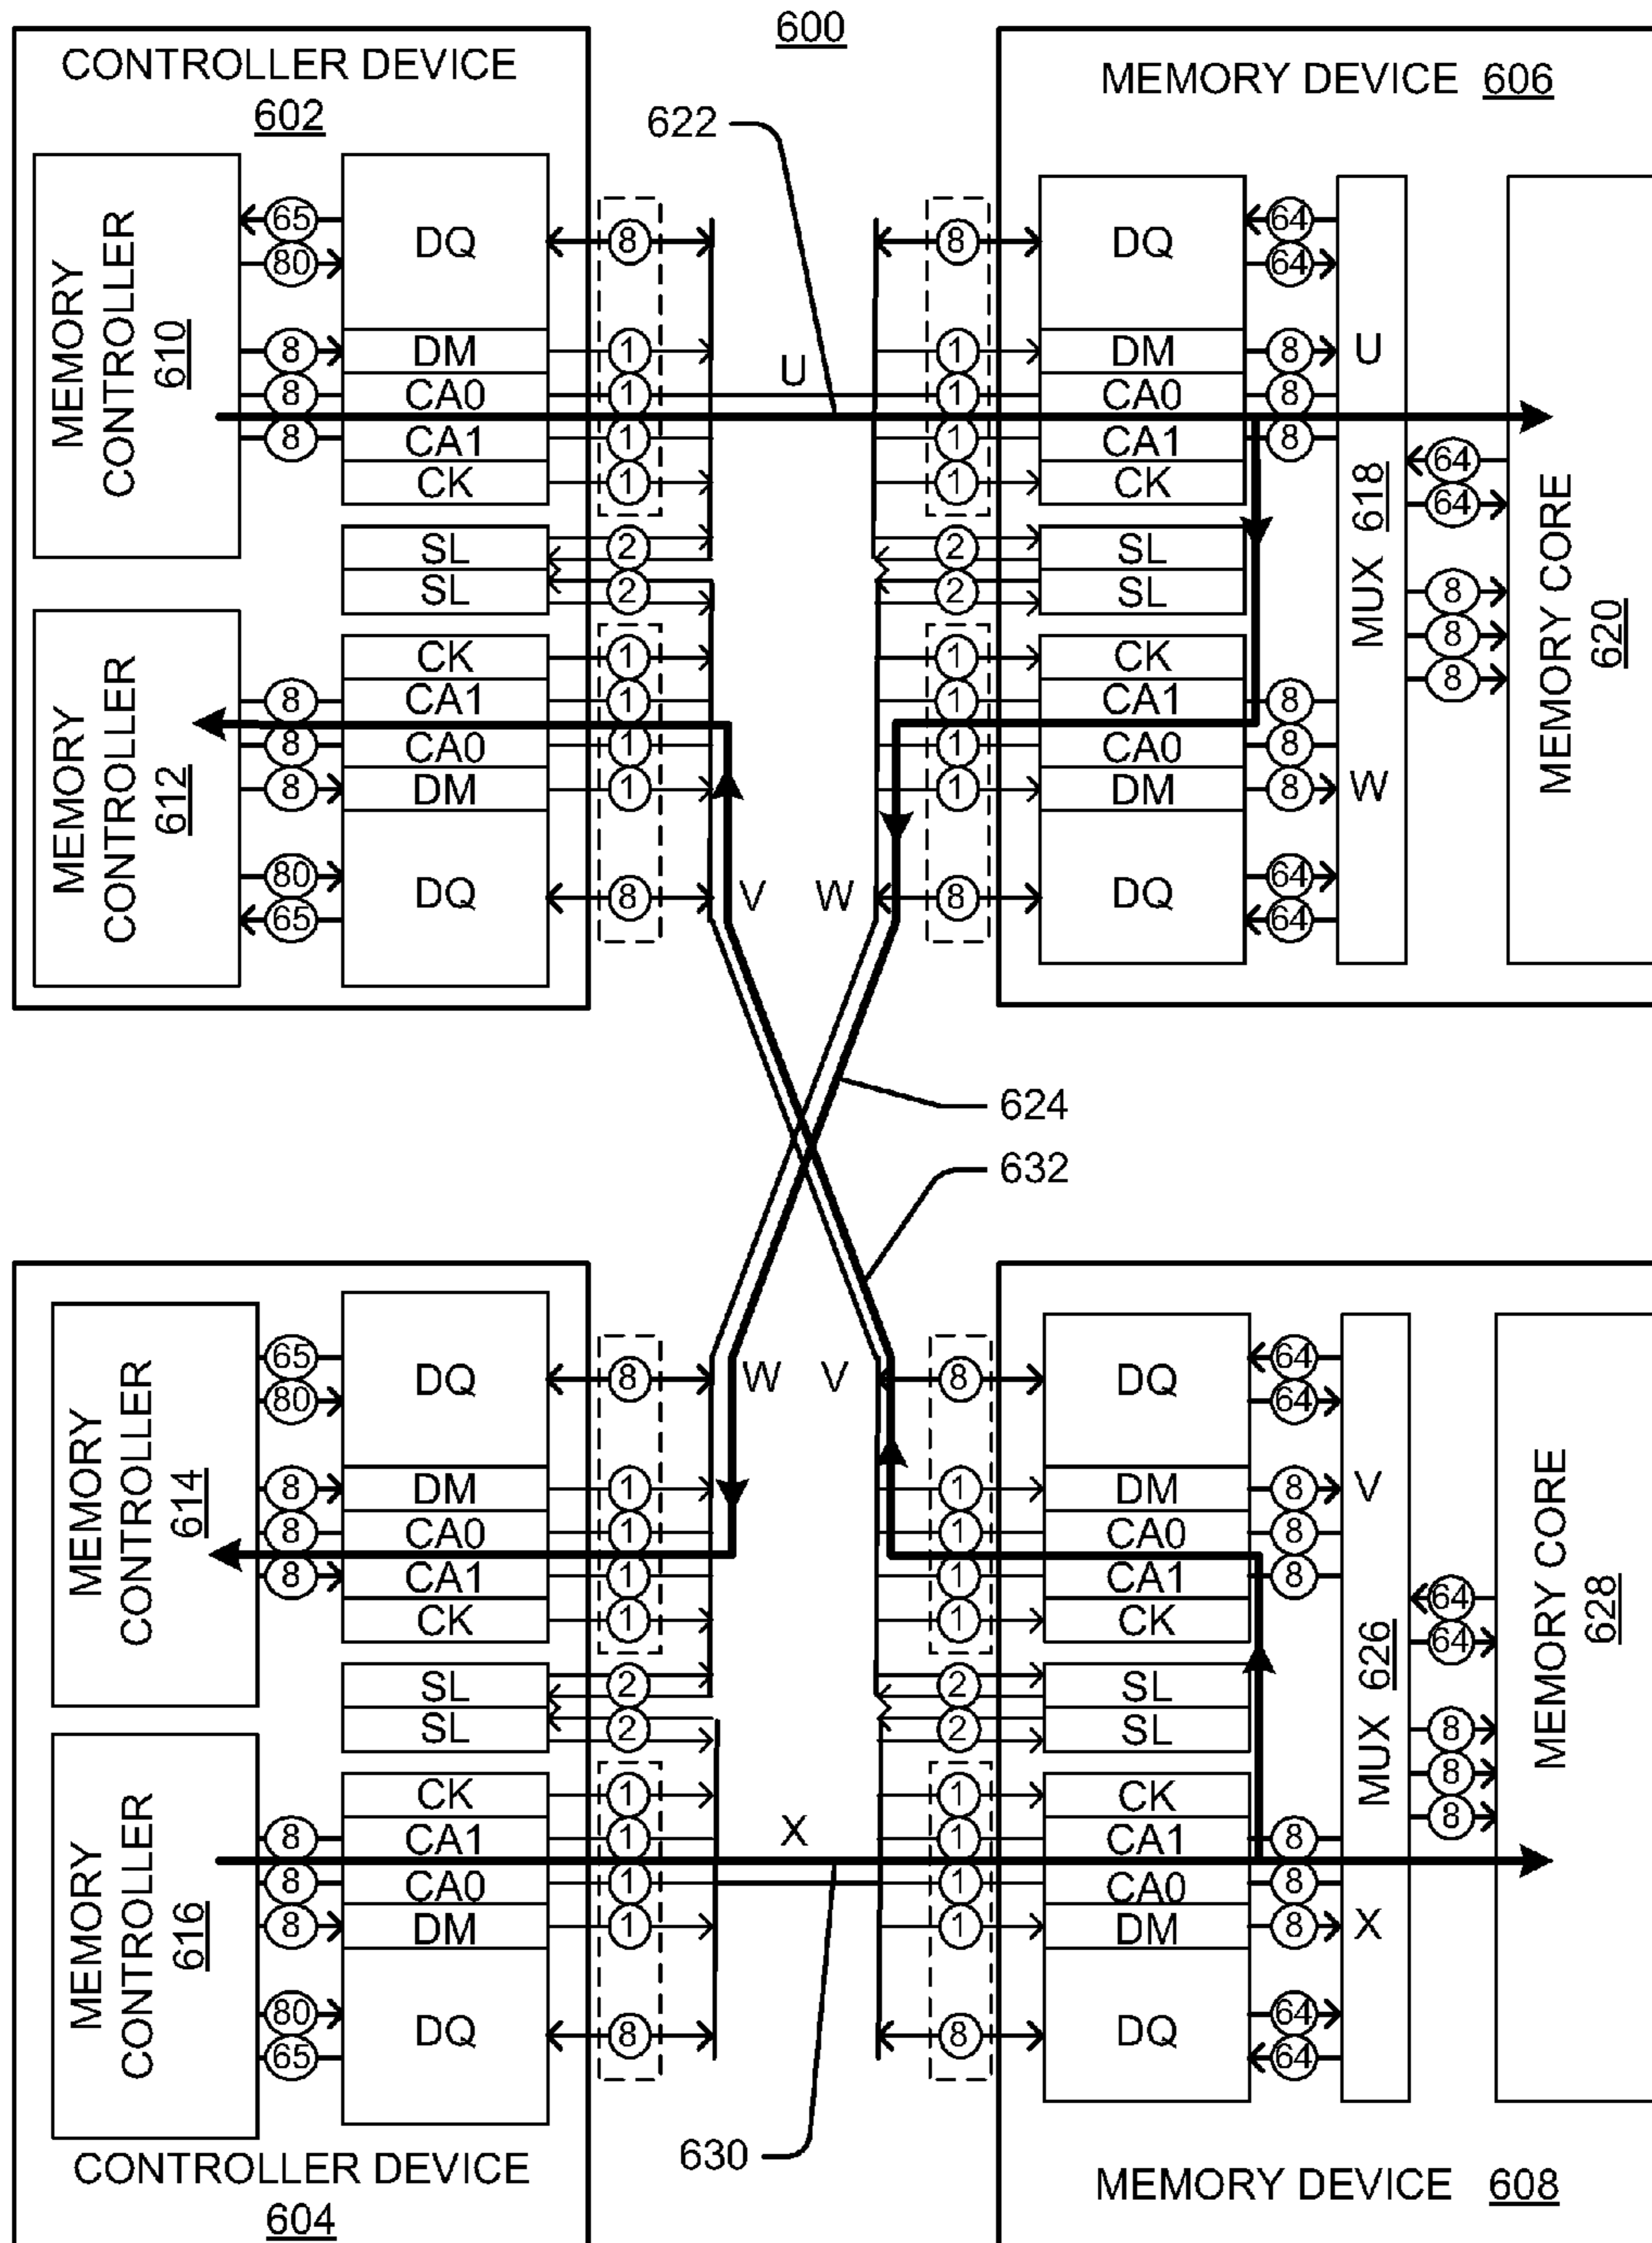 600
CONTROLLER DEVICE
602
MEMORY CONTROLLER
610
65
80
8
8
8
DQ
DM
CA0
CA1
CK
SL
SL
8
1
1
1
1
2
2
MEMORY CONTROLLER
612
8
8
8
80
65
CK
CA1
CA0
DM
DQ
1
1
1
1
8
622
U
V
W
624
632
MEMORY DEVICE 606
8
1
1
1
1
2
2
DQ
DM
CA0
CA1
CK
SL
SL
64
64
8
8
8
1
1
1
1
8
CK
CA1
CA0
DM
DQ
8
8
8
64
64
U
MUX 618
W
64
64
8
8
8
MEMORY CORE
620
MEMORY CONTROLLER
614
65
80
8
8
8
DQ
DM
CA0
CA1
CK
SL
SL
8
1
1
1
1
2
2
MEMORY CONTROLLER
616
8
8
8
80
65
CK
CA1
CA0
DM
DQ
1
1
1
1
8
CONTROLLER DEVICE
604
W
V
X
630
8
1
1
1
1
2
2
DQ
DM
CA0
CA1
CK
SL
SL
64
64
8
8
8
1
1
1
1
8
CK
CA1
CA0
DM
DQ
8
8
8
64
64
V
MUX 626
X
64
64
8
8
8
MEMORY CORE
628
MEMORY DEVICE 608